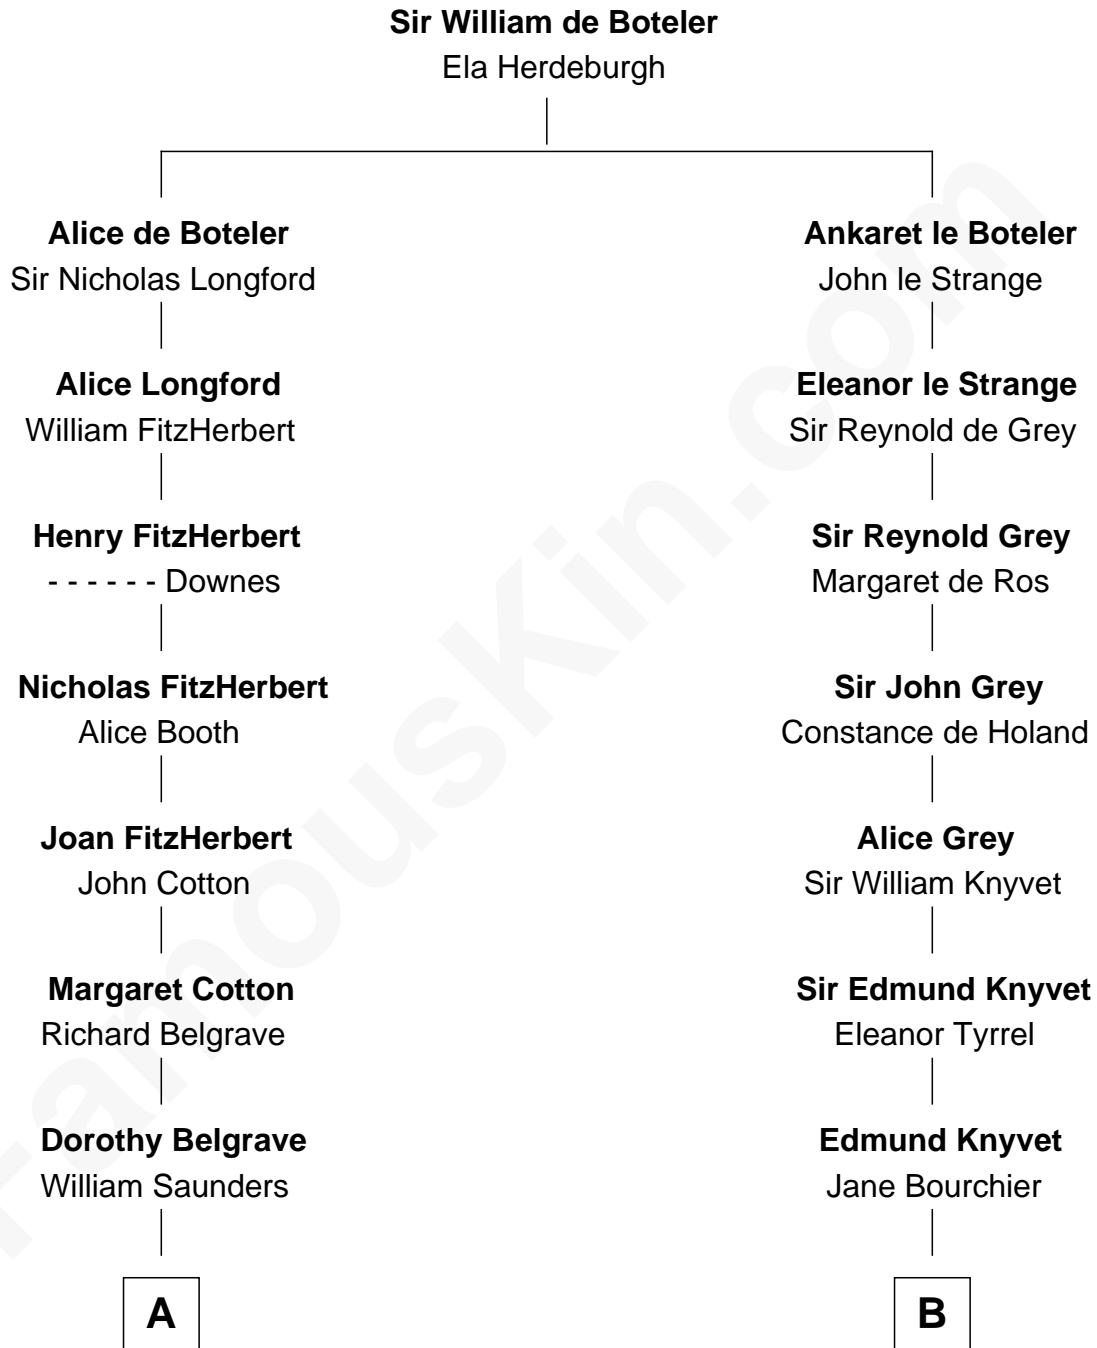 Sir William de Boteler
Ela Herdeburgh
Alice de Boteler
Sir Nicholas Longford
Alice Longford
William FitzHerbert
Henry FitzHerbert
- - - - - - Downes
Nicholas FitzHerbert
Alice Booth
Joan FitzHerbert
John Cotton
Margaret Cotton
Richard Belgrave
Dorothy Belgrave
William Saunders
A
Ankaret le Boteler
John le Strange
Eleanor le Strange
Sir Reynold de Grey
Sir Reynold Grey
Margaret de Ros
Sir John Grey
Constance de Holand
Alice Grey
Sir William Knyvet
Sir Edmund Knyvet
Eleanor Tyrrel
Edmund Knyvet
Jane Bourchier
B
FamousKin.com